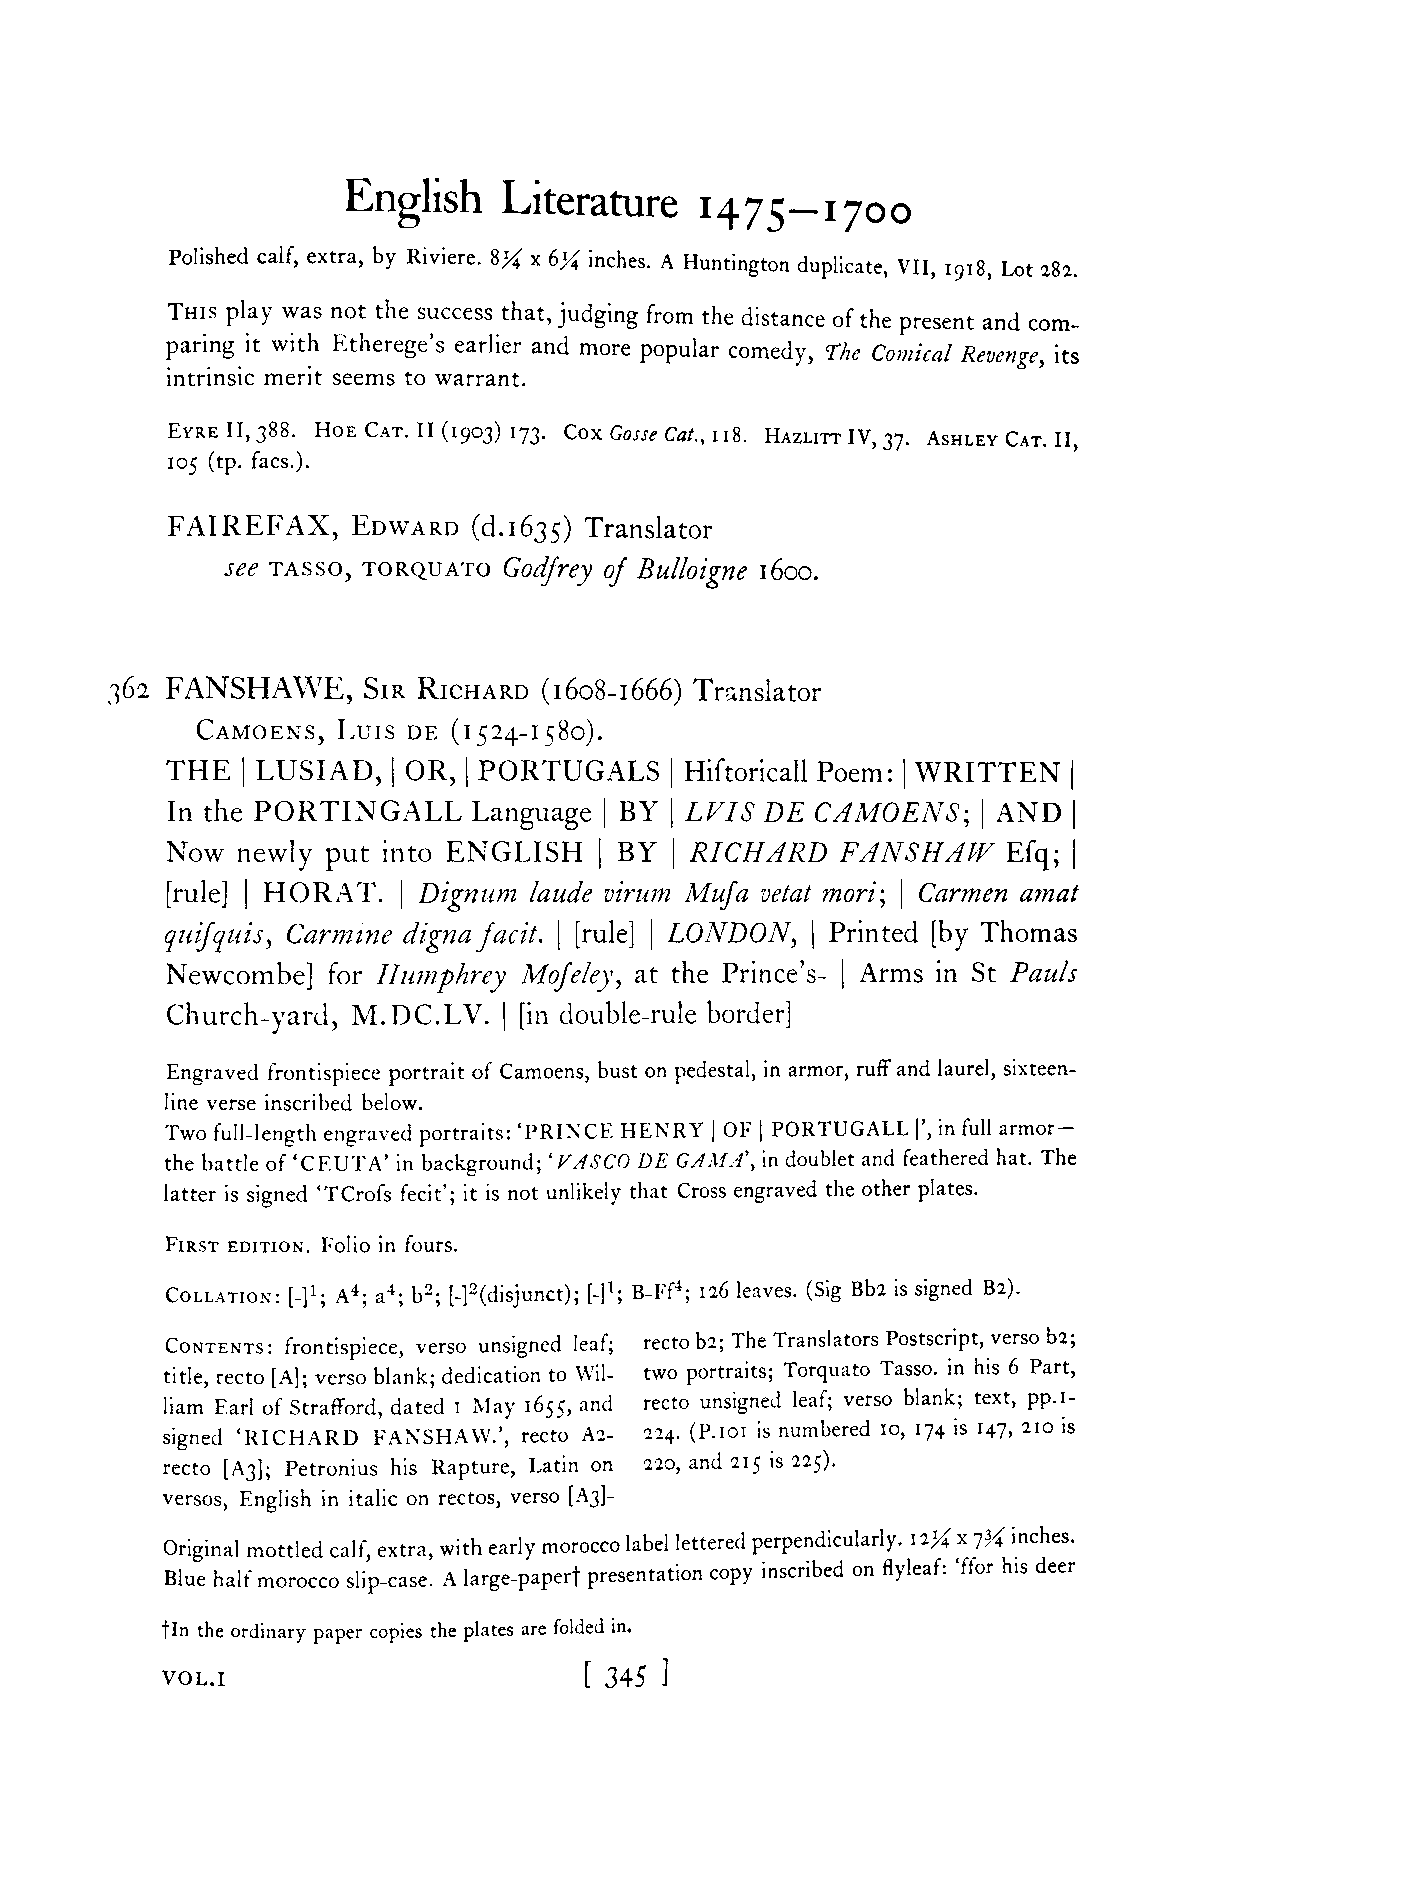 English Literature 1475—1700
Polished calf, extra, by Riviere. 8¼ x 6¼ inches. A Huntington duplicate, VII, 1918, Lot 282.
THIS play was not the success that, judging from the distance of the present and com-
paring it with Etherege's earlier and more popular comedy, The Comical Revenge, its
intrinsic merit seems to warrant.
EYRE II, 388. HOE CAT. II (1903) 173. COX Gosse Cat., 118. HAZLITT IV, 37. ASHLEY CAT. II,
105 (tp. facs.).
FAIREFAX, EDWARD (d.1635) Translator
see TASSO, TORQUATO Godfrey of Bulloigne 1600.
362 FANSHAWE, SIR RICHARD (1608-1666) Translator
CAMOENS, LUIS DE (1524-1580).
THE | LUSIAD, | OR, | PORTUGALS | Hiſtoricall Poem: | WRITTEN |
In the PORTINGALL Language | BY | LVIS DE CAMOENS; | AND |
Now newly put into ENGLISH | BY | RICHARD FANSHAW Eſq; |
[rule] | HORAT. | Dignum laude virum Muſa vetat mori; | Carmen amat
quiſquis, Carmine digna facit. | [rule] | LONDON, | Printed [by Thomas
Newcombe] for Humphrey Moſeley, at the Prince's- | Arms in St Pauls
Church-yard, M.DC.LV. | [in double-rule border]
Engraved frontispiece portrait of Camoens, bust on pedestal, in armor, ruff and laurel, sixteen-
line verse inscribed below.
Two full-length engraved portraits: 'PRINCE HENRY | OF | PORTUGALL |', in full armor—
the battle of 'CEUTA' in background; 'VASCO DE GAMA', in doublet and feathered hat. The
latter is signed 'TCroſs fecit'; it is not unlikely that Cross engraved the other plates.
FIRST EDITION. Folio in fours.
COLLATION: [-]¹; A⁴; a⁴; b²; [-]²(disjunct); [-]¹; B-Ff⁴; 126 leaves. (Sig Bb2 is signed B2).
CONTENTS: frontispiece, verso unsigned leaf;
title, recto [A]; verso blank; dedication to Wil-
liam Earl of Strafford, dated 1 May 1655, and
signed 'RICHARD FANSHAW.', recto A2-
recto [A3]; Petronius his Rapture, Latin on
versos, English in italic on rectos, verso [A3]-
recto b2; The Translators Postscript, verso b2;
two portraits; Torquato Tasso. in his 6 Part,
recto unsigned leaf; verso blank; text, pp.1-
224. (P.101 is numbered 10, 174 is 147, 210 is
220, and 215 is 225).
Original mottled calf, extra, with early morocco label lettered perpendicularly. 12¼ x 7¾ inches.
Blue half morocco slip-case. A large-paper† presentation copy inscribed on flyleaf: 'ffor his deer
†In the ordinary paper copies the plates are folded in.
VOL.I [ 345 ]